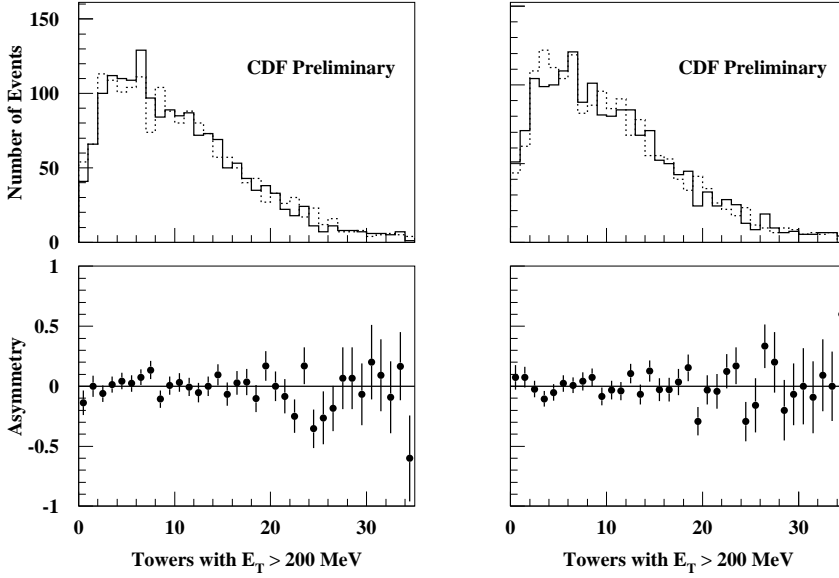 150
100
50
0
Number of Events
CDF Preliminary
CDF Preliminary
1
0.5
0
-0.5
-1
Asymmetry
0 10 20 30
Towers with E_T > 200 MeV
0 10 20 30
Towers with E_T > 200 MeV